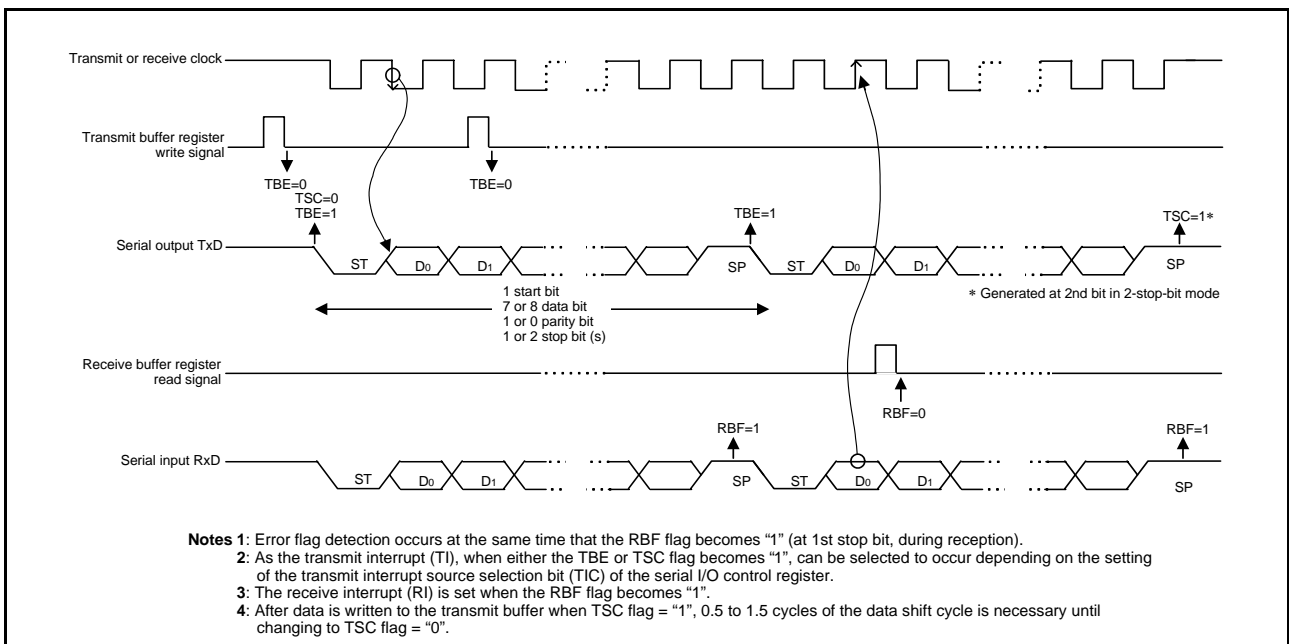 Transmit or receive clock
Transmit buffer register
write signal
TBE=0
TBE=0
TSC=0
TBE=1
TBE=1
TSC=1*
Serial output TxD
ST
D0
D1
SP
ST
D0
D1
SP
1 start bit
7 or 8 data bit
1 or 0 parity bit
1 or 2 stop bit (s)
* Generated at 2nd bit in 2-stop-bit mode
Receive buffer register
read signal
RBF=0
RBF=1
RBF=1
Serial input RxD
ST
D0
D1
SP
ST
D0
D1
SP
Notes 1: Error flag detection occurs at the same time that the RBF flag becomes “1” (at 1st stop bit, during reception).
2: As the transmit interrupt (TI), when either the TBE or TSC flag becomes “1”, can be selected to occur depending on the setting
of the transmit interrupt source selection bit (TIC) of the serial I/O control register.
3: The receive interrupt (RI) is set when the RBF flag becomes “1”.
4: After data is written to the transmit buffer when TSC flag = “1”, 0.5 to 1.5 cycles of the data shift cycle is necessary until
changing to TSC flag = “0”.